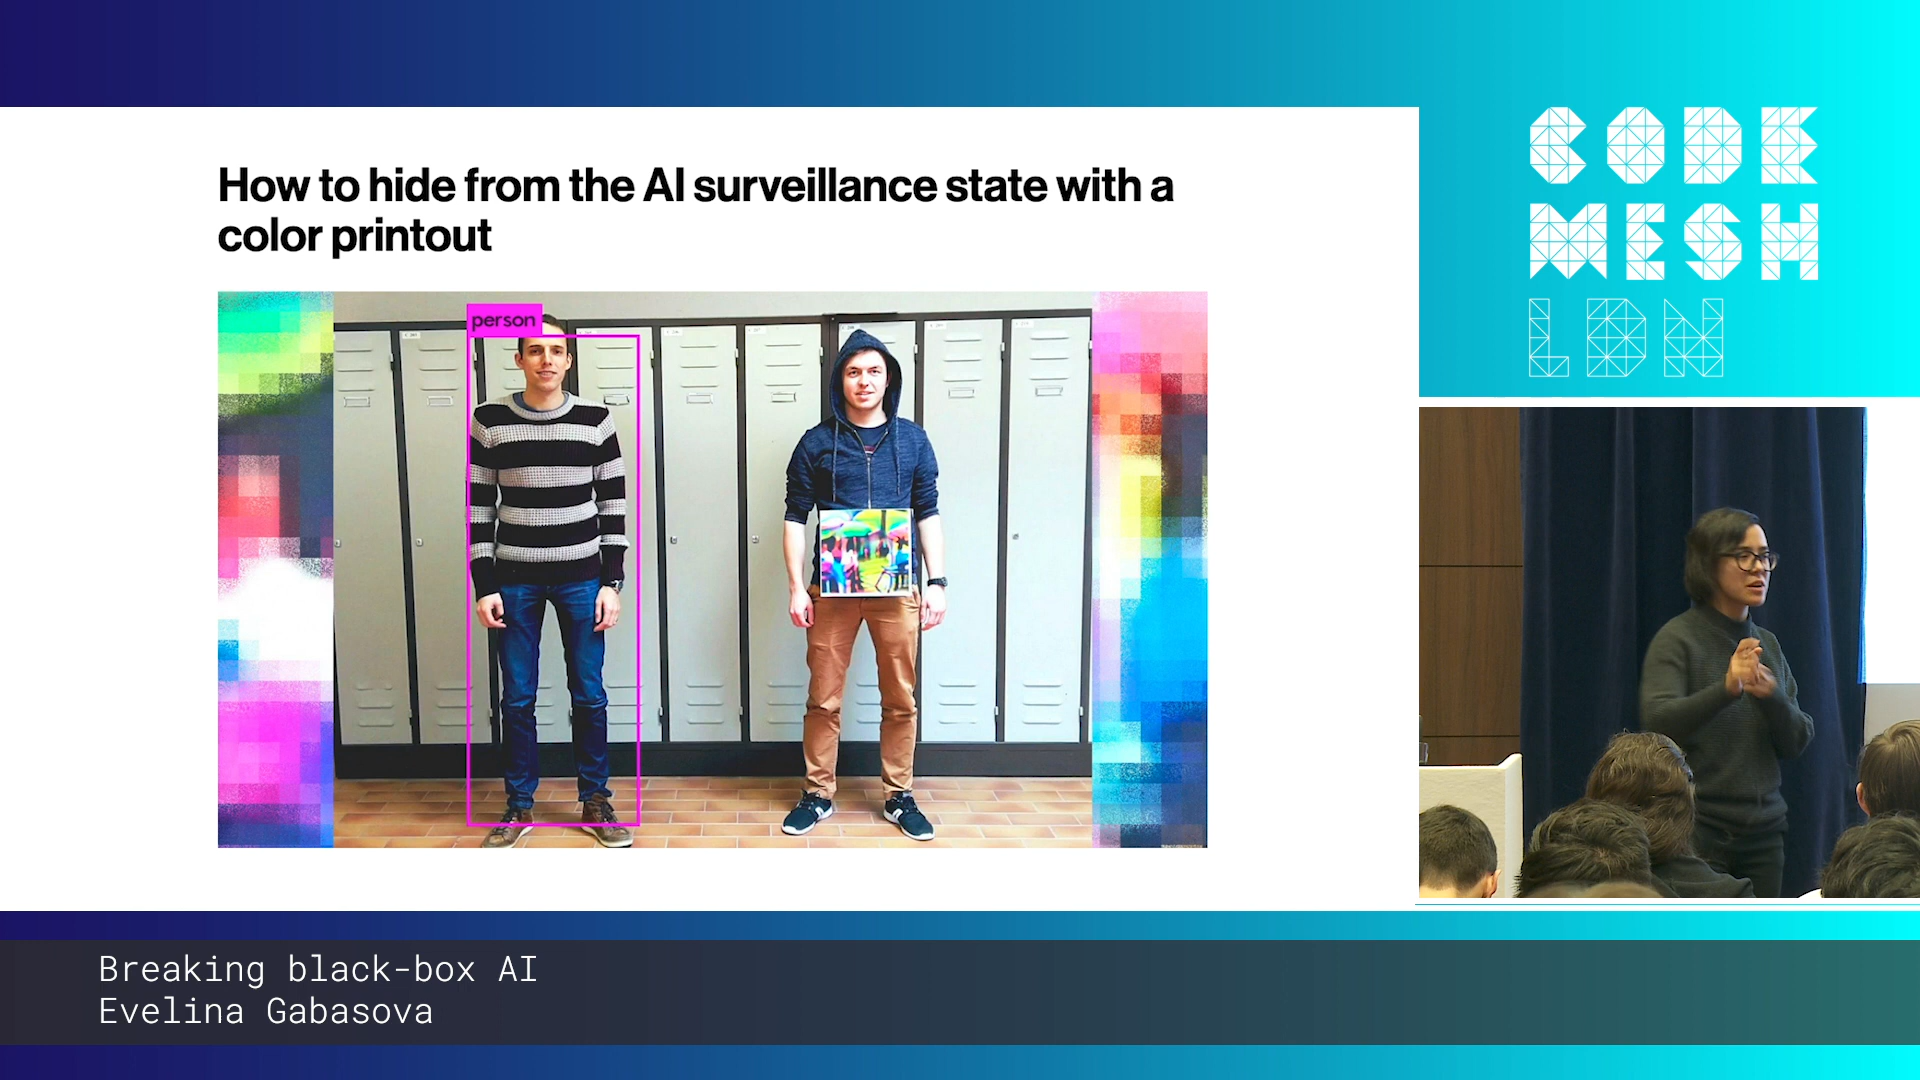 How to hide from the AI surveillance state with a
color printout
person
CODE
MESH
LDN
Breaking black-box AI
Evelina Gabasova